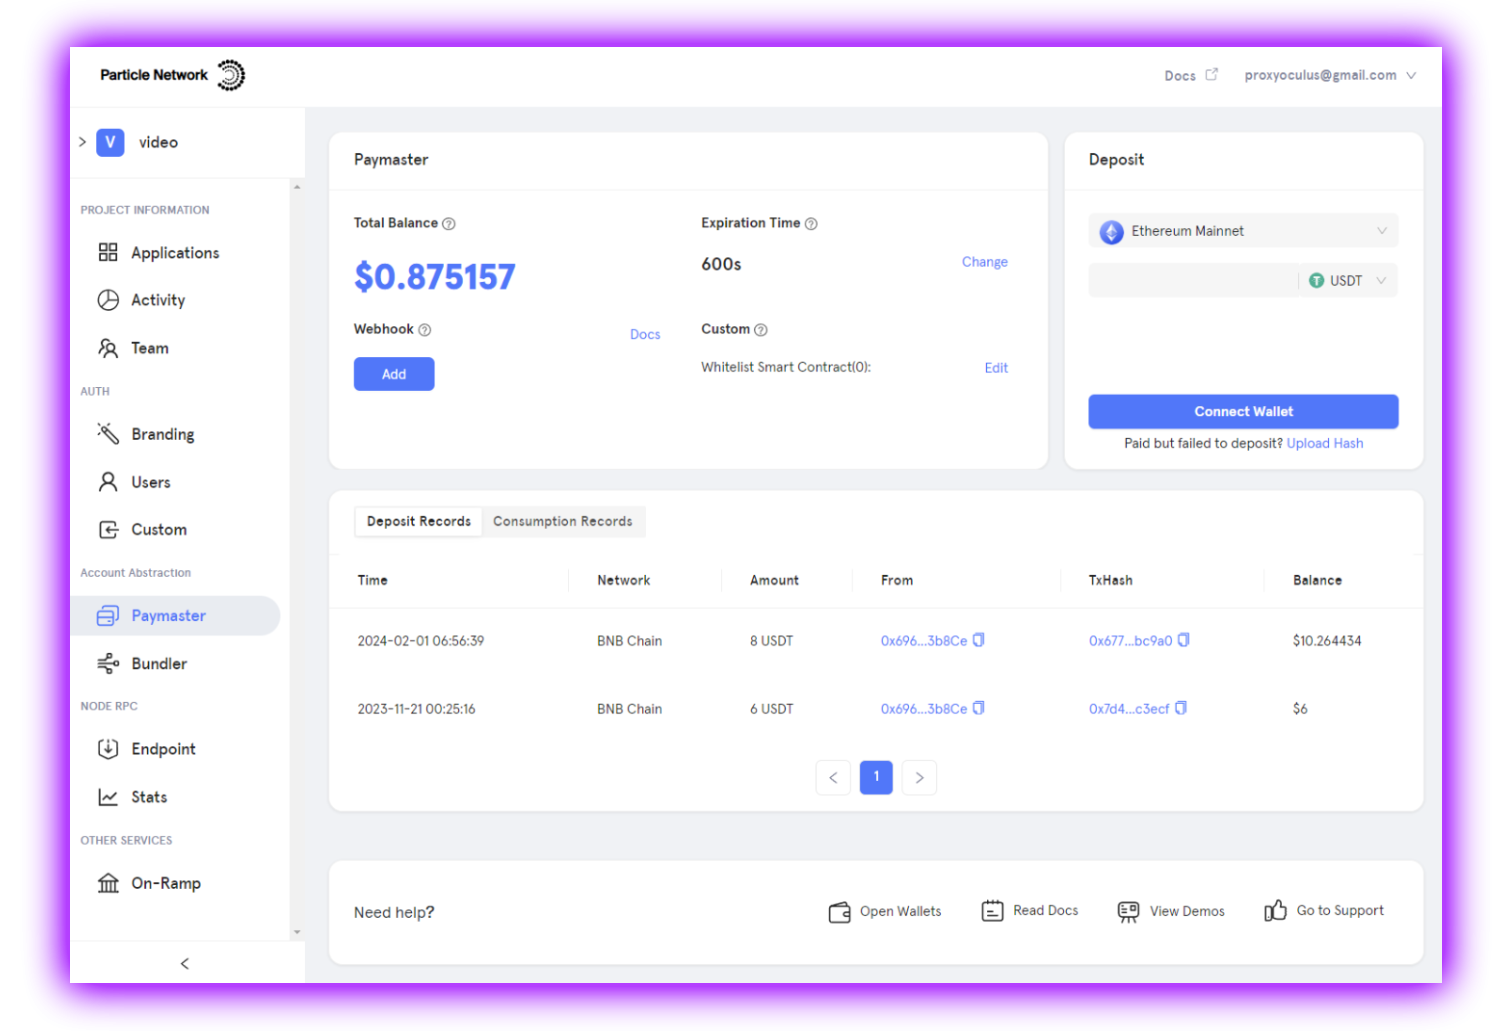 Particle Network
Docs proxyoculus@gmail.com
V video
PROJECT INFORMATION
Applications
Activity
Team
AUTH
Branding
Users
Custom
Account Abstraction
Paymaster
Bundler
NODE RPC
Endpoint
Stats
OTHER SERVICES
On-Ramp
Paymaster
Total Balance
$0.875157
Expiration Time
600s Change
Webhook Docs
Add
Custom
Whitelist Smart Contract(0): Edit
Deposit
Ethereum Mainnet
USDT
Connect Wallet
Paid but failed to deposit? Upload Hash
Deposit Records Consumption Records
Time Network Amount From TxHash Balance
2024-02-01 06:56:39 BNB Chain 8 USDT 0x696...3b8Ce 0x677...bc9a0 $10.264434
2023-11-21 00:25:16 BNB Chain 6 USDT 0x696...3b8Ce 0x7d4...c3ecf $6
< 1 >
Need help? Open Wallets Read Docs View Demos Go to Support